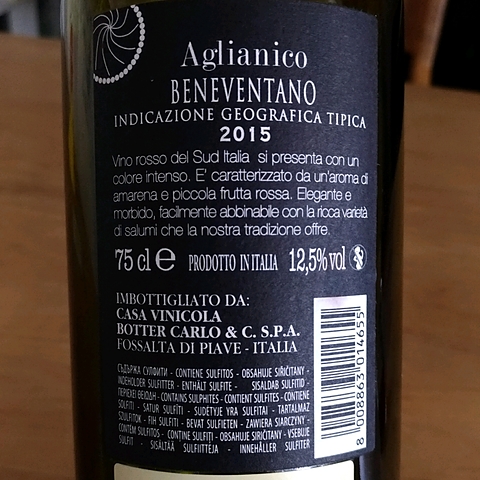 Aglianico
BENEVENTANO
INDICAZIONE GEOGRAFICA TIPICA
2015
Vino rosso del Sud Italia si presenta con un
colore intenso. E' caratterizzato da un'aroma di
amarena e piccola frutta rossa. Elegante e
morbido, facilmente abbinabile con la ricca varietà
di salumi che la nostra tradizione offre.
75 cl e PRODOTTO IN ITALIA 12,5% vol
IMBOTTIGLIATO DA:
CASA VINICOLA
BOTTER CARLO & C. S.P.A.
FOSSALTA DI PIAVE - ITALIA
СЪДЪРЖА СУЛФИТИ - CONTIENE SULFITOS - OBSAHUJE SIŘIČITANY -
INDEHOLDER SULFITTER - ENTHÄLT SULFITE - SISALDAB SULFITID -
ΠΕΡΙΕΧΕΙ ΘΕΙΩΔΗ - CONTAINS SULPHITES - CONTIENT SULFITES - CONTIENE
SOLFITI - SATUR SULFĪTI - SUDĖTYJE YRA SULFITAI - TARTALMAZ
SZULFITOK - FIH SULFITI - BEVAT SULFIETEN - ZAWIERA SIARCZYNY -
CONTÉM SULFITOS - CONTINE SULFITI - OBSAHUJE SIRIČITANY - VSEBUJE
SULFIT - SISÄLTÄÄ SULFIITTEJA - INNEHÅLLER SULFITER
8 008863 014655